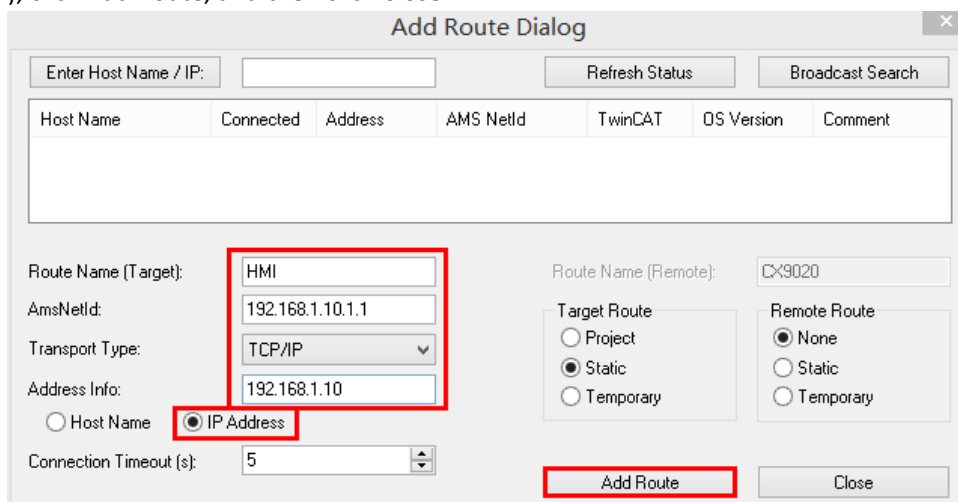 Add Route Dialog
Enter Host Name / IP: Refresh Status Broadcast Search
Host Name Connected Address AMS NetId TwinCAT OS Version Comment
Route Name (Target): HMI Route Name (Remote): CX9020
AmsNetId: 192.168.1.10.1.1 Target Route Remote Route
Transport Type: TCP/IP Project None
Address Info: 192.168.1.10 Static Static
Host Name IP Address Temporary Temporary
Connection Timeout (s): 5
Add Route Close